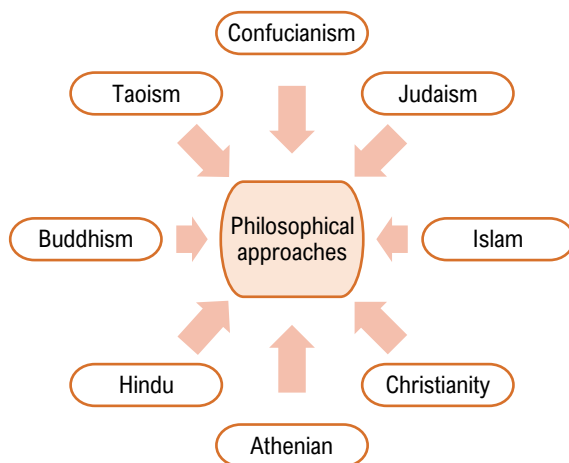 Confucianism
Taoism
Judaism
Buddhism
Philosophical
approaches
Islam
Hindu
Christianity
Athenian